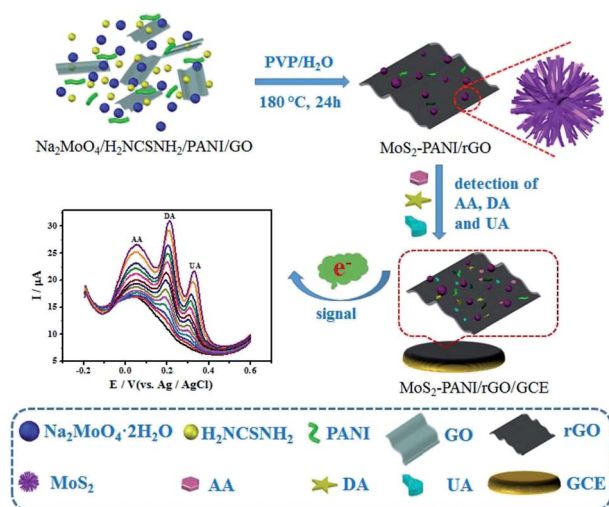 PVP/H₂O
180 °C, 24h
Na₂MoO₄/H₂NCSNH₂/PANI/GO
MoS₂-PANI/rGO
detection of
AA, DA
and UA
30
25
20
15
10
5
I / μA
AA
DA
UA
-0.2
0.0
0.2
0.4
0.6
E / V(vs. Ag / AgCl)
e⁻
signal
MoS₂-PANI/rGO/GCE
Na₂MoO₄·2H₂O
H₂NCSNH₂
PANI
GO
rGO
MoS₂
AA
DA
UA
GCE